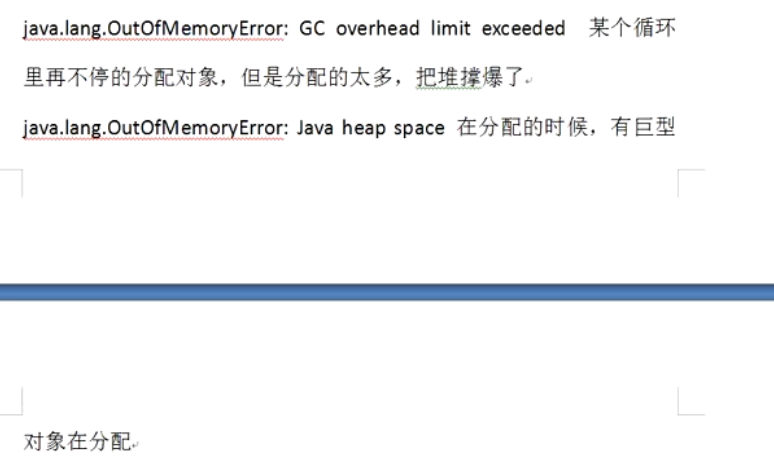 java.lang.OutOfMemoryError: GC overhead limit exceeded 某个循环
里再不停的分配对象，但是分配的太多，把堆撑爆了
java.lang.OutOfMemoryError: Java heap space 在分配的时候，有巨型
对象在分配